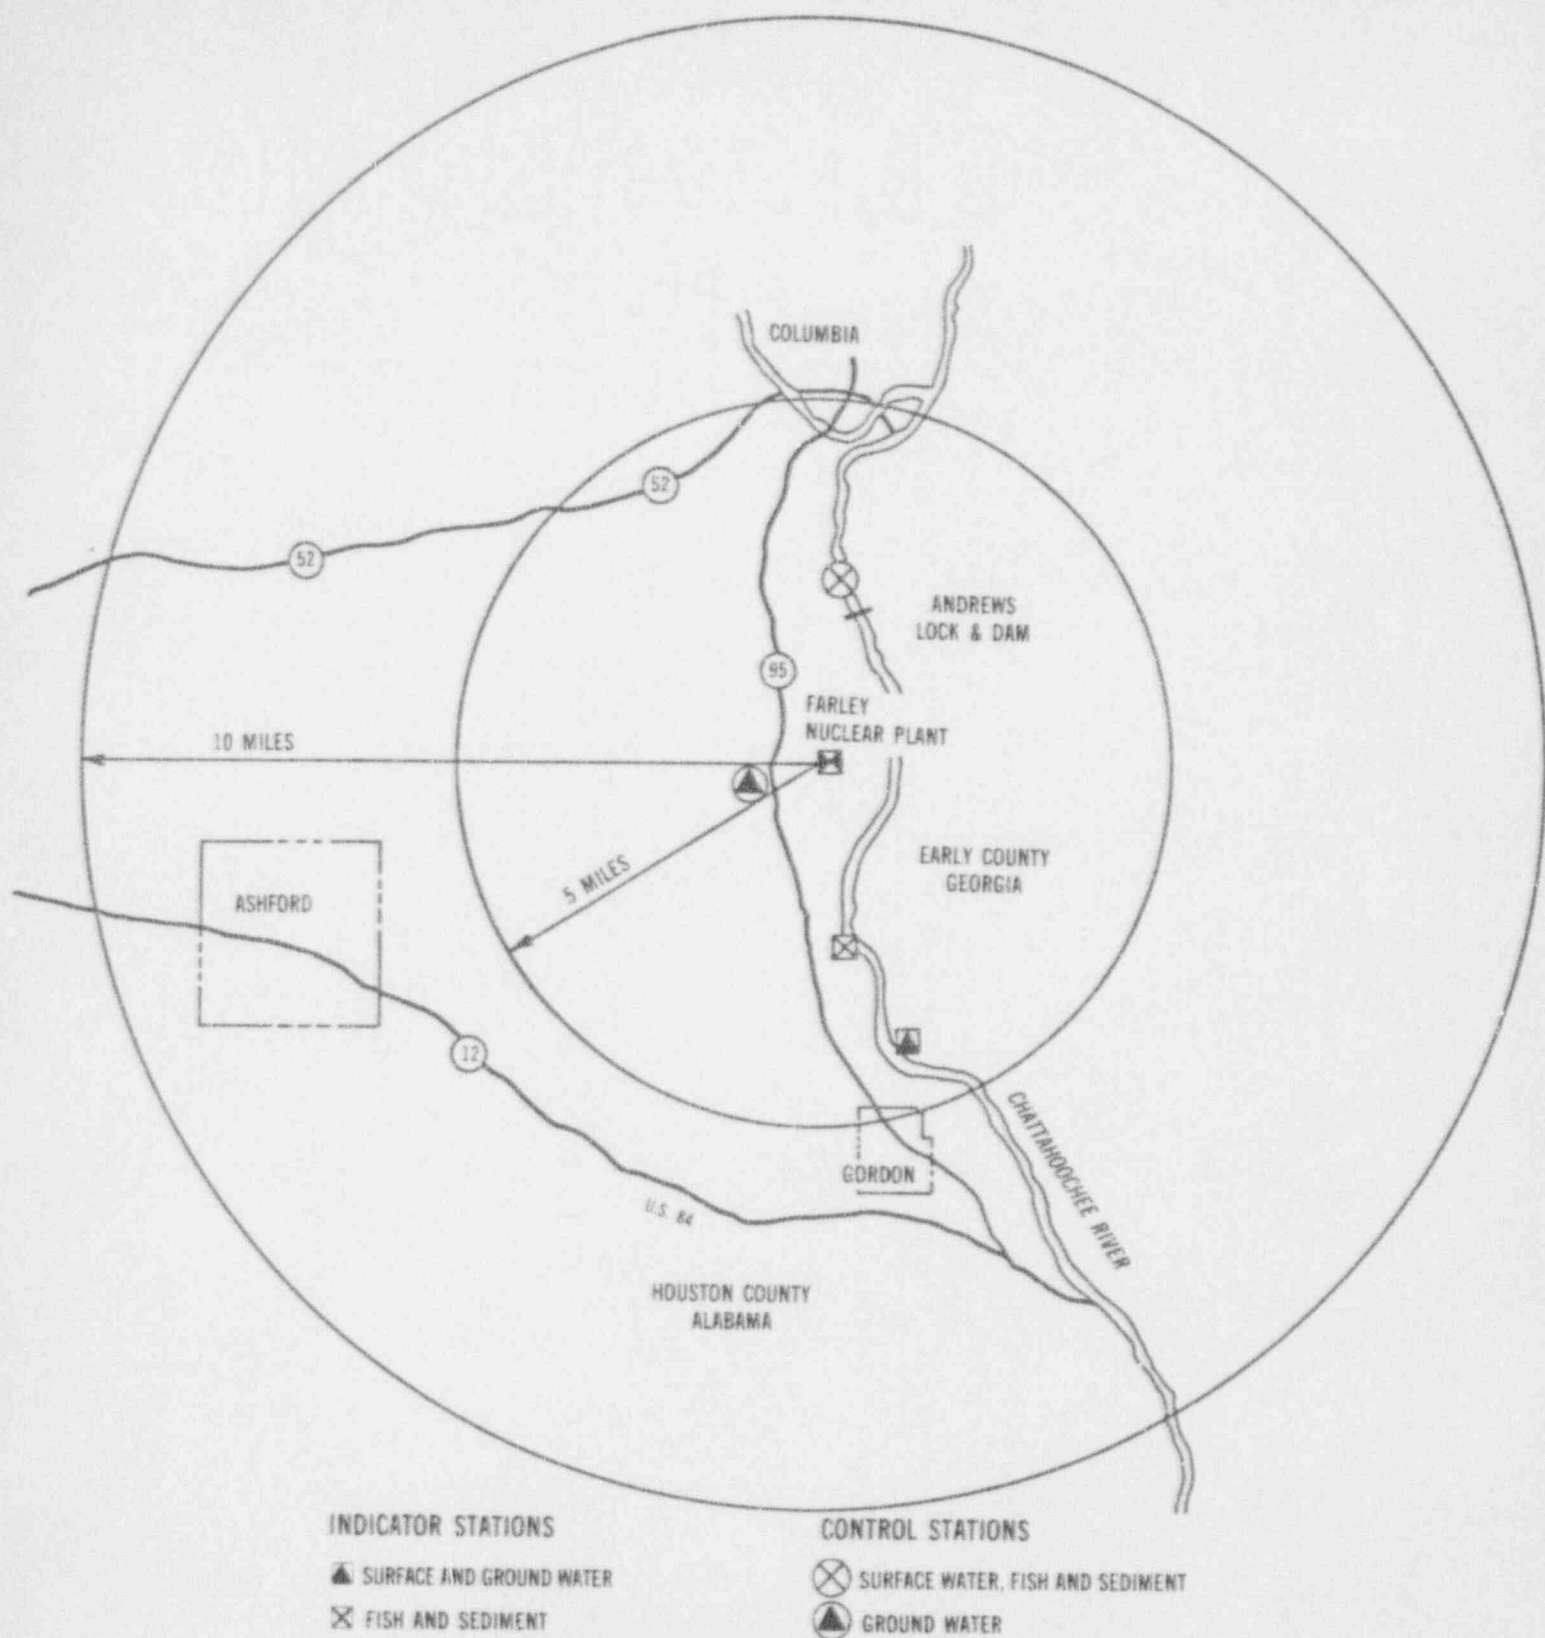 COLUMBIA
52
52
ANDREWS
LOCK & DAM
95
FARLEY
NUCLEAR PLANT
10 MILES
5 MILES
EARLY COUNTY
GEORGIA
ASHFORD
12
CHATTAHOOCHEE RIVER
GORDON
U.S. 84
HOUSTON COUNTY
ALABAMA
INDICATOR STATIONS
SURFACE AND GROUND WATER
FISH AND SEDIMENT
CONTROL STATIONS
SURFACE WATER, FISH AND SEDIMENT
GROUND WATER